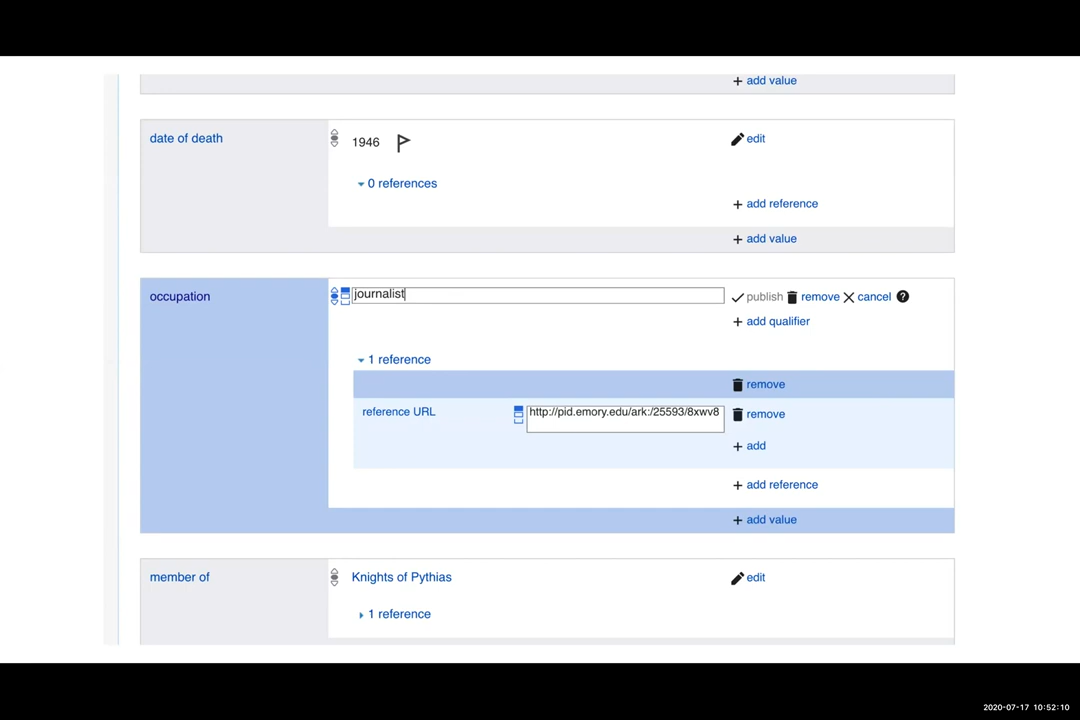 add value
date of death
1946
edit
0 references
add reference
add value
occupation
journalist
publish remove cancel ?
add qualifier
1 reference
remove
reference URL
http://pid.emory.edu/ark:/25593/8xwv8
remove
add
add reference
add value
member of
Knights of Pythias
edit
1 reference
2020-07-17 10:52:10